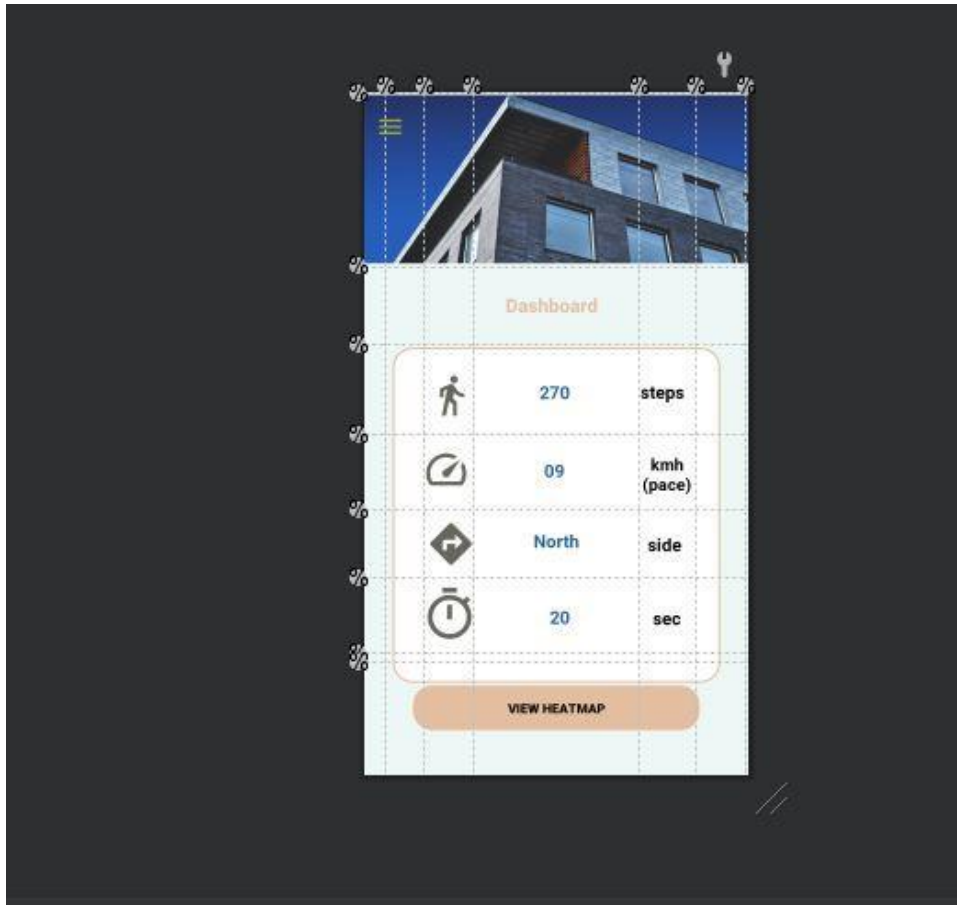 Dashboard
270 steps
09 kmh
(pace)
North side
20 sec
VIEW HEATMAP